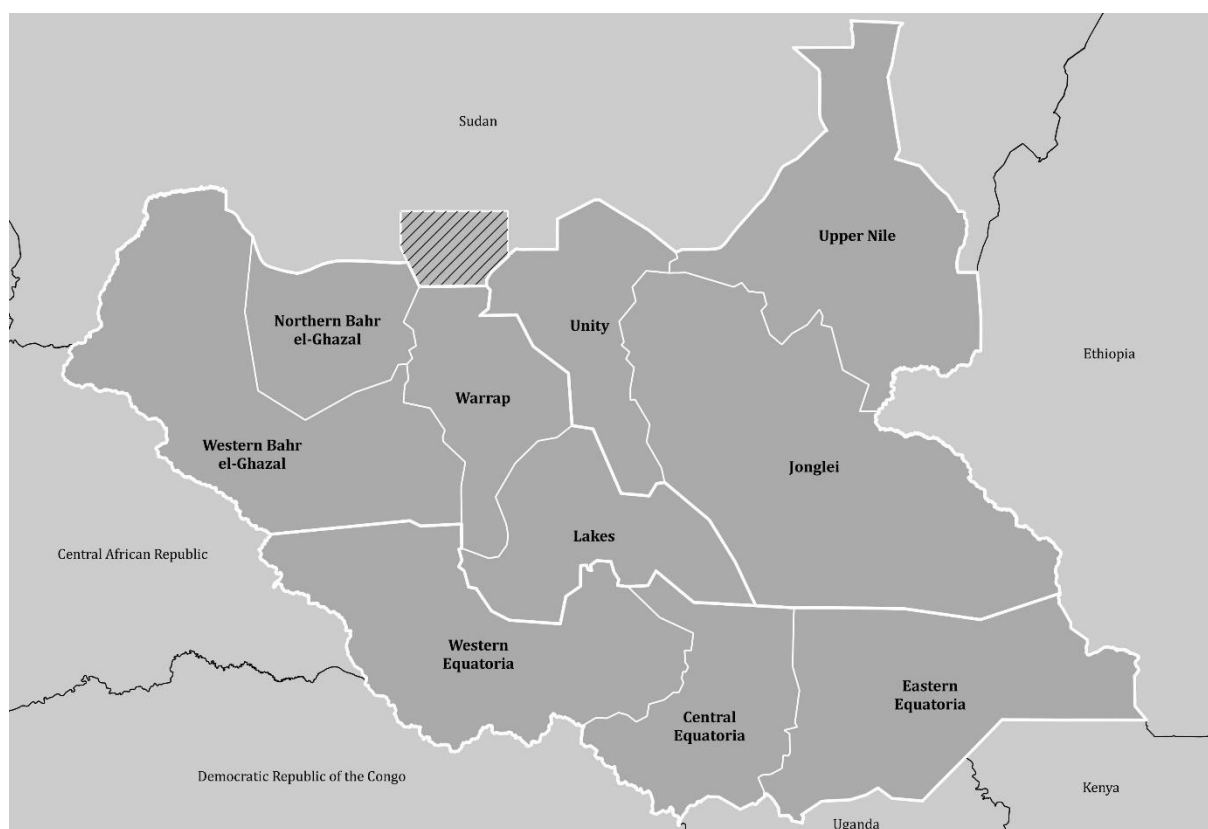 Sudan
Upper Nile
Northern Bahr
el-Ghazal
Unity
Ethiopia
Warrap
Western Bahr
el-Ghazal
Jonglei
Lakes
Central African Republic
Western
Equatoria
Eastern
Equatoria
Central
Equatoria
Democratic Republic of the Congo
Kenya
Uganda